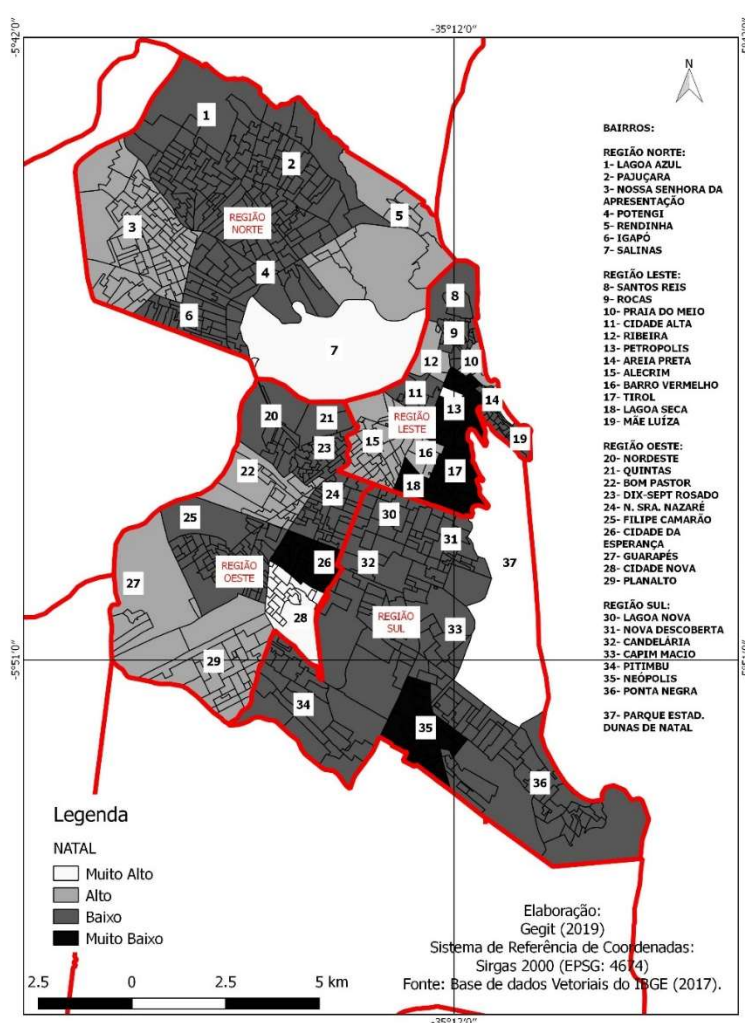 -5°42'0"
-35°12'0"
-5°42'0"
N
BAIRROS:
REGIÃO NORTE:
1- LAGOA AZUL
2- PAJUÇARA
3- NOSSA SENHORA DA
APRESENTAÇÃO
4- POTENGI
5- RENDINHA
6- IGAPÓ
7- SALINAS
REGIÃO LESTE:
8- SANTOS REIS
9- ROCAS
10- PRAIA DO MEIO
11- CIDADE ALTA
12- RIBEIRA
13- PETROPOLIS
14- AREIA PRETA
15- ALECRIM
16- BARRO VERMELHO
17- TIROL
18- LAGOA SECA
19- MÃE LUÍZA
REGIÃO OESTE:
20- NORDESTE
21- QUINTAS
22- BOM PASTOR
23- DIX-SEPT ROSADO
24- N. SRA. NAZARÉ
25- FILIPE CAMARÃO
26- CIDADE DA
ESPERANÇA
27- GUARAPÉS
28- CIDADE NOVA
29- PLANALTO
REGIÃO SUL:
30- LAGOA NOVA
31- NOVA DESCOBERTA
32- CANDELÁRIA
33- CAPIM MACIO
34- PITIMBU
35- NEÓPOLIS
36- PONTA NEGRA
37- PARQUE ESTAD.
DUNAS DE NATAL
1
2
3
REGIÃO
NORTE
5
4
6
7
8
9
12
10
11
13
14
20
21
REGIÃO
LESTE
15
16
19
23
22
17
18
24
30
25
31
26
32
37
27
REGIÃO
OESTE
28
REGIÃO
SUL
33
29
34
35
36
-5°51'0"
-5°51'0"
Legenda
NATAL
Muito Alto
Alto
Baixo
Muito Baixo
2.5
0
2.5
5 km
Elaboração:
Gegit (2019)
Sistema de Referência de Coordenadas:
Sirgas 2000 (EPSG: 4674)
Fonte: Base de dados Vetoriais do IBGE (2017).
-35°12'0"